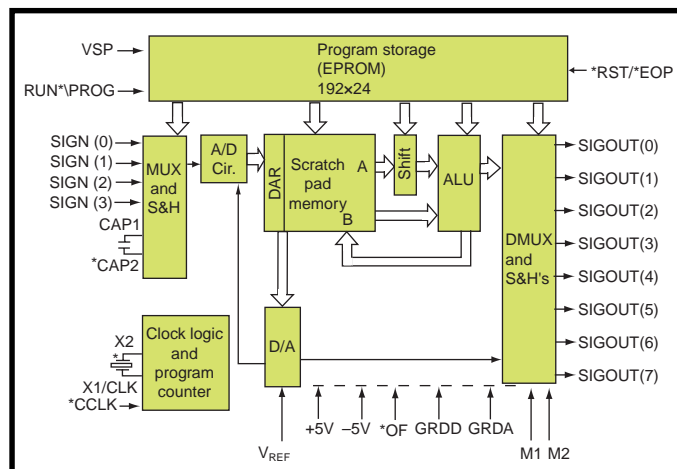 VSP
RUN*\PROG
Program storage
(EPROM)
192×24
*RST/*EOP
SIGN (0)
SIGN (1)
SIGN (2)
SIGN (3)
CAP1
*CAP2
MUX
and
S&H
A/D
Cir.
DAR
Scratch
pad
memory
A
B
Shift
ALU
DMUX
and
S&H's
SIGOUT(0)
SIGOUT(1)
SIGOUT(2)
SIGOUT(3)
SIGOUT(4)
SIGOUT(5)
SIGOUT(6)
SIGOUT(7)
X2
*
X1/CLK
*CCLK
Clock logic
and
program
counter
D/A
VREF
+5V
–5V
*OF
GRDD
GRDA
M1
M2